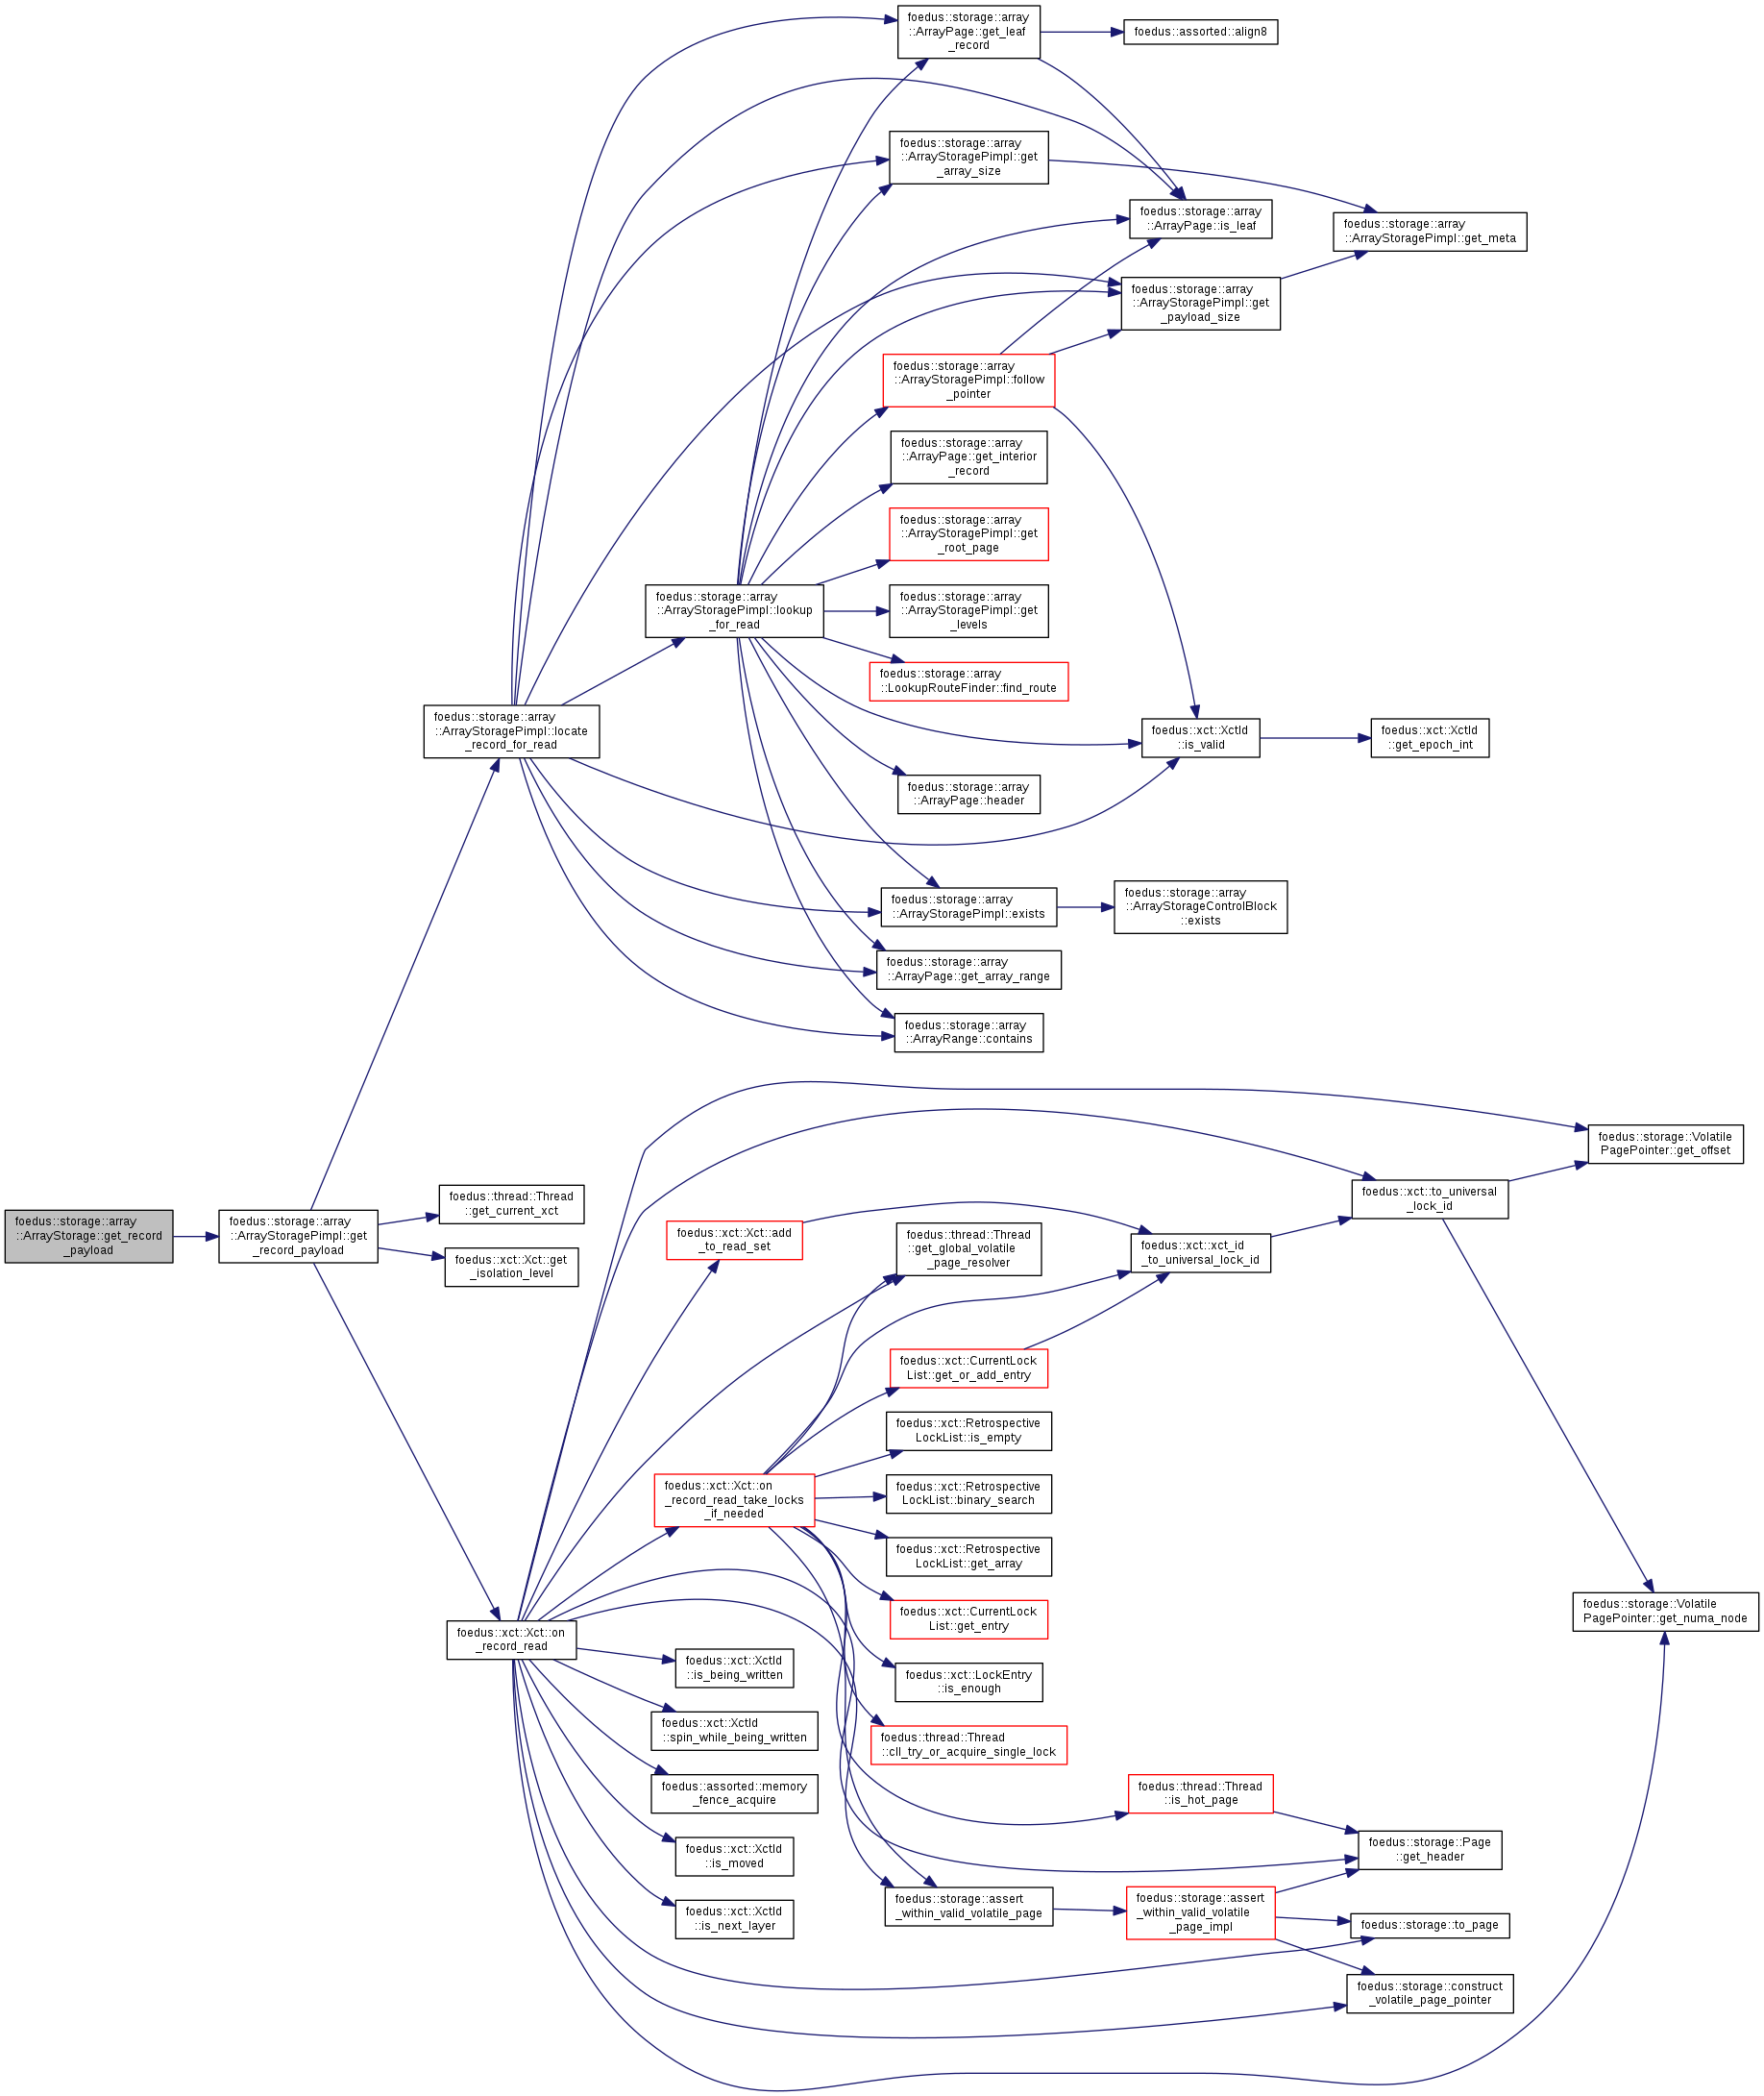 foedus::storage::array
::ArrayStorage::get_record
_payload
foedus::storage::array
::ArrayStoragePimpl::get
_record_payload
foedus::storage::array
::ArrayStoragePimpl::locate
_record_for_read
foedus::thread::Thread
::get_current_xct
foedus::xct::Xct::get
_isolation_level
foedus::xct::Xct::on
_record_read
foedus::storage::array
::ArrayStoragePimpl::lookup
_for_read
foedus::storage::array
::ArrayPage::get_leaf
_record
foedus::assorted::align8
foedus::storage::array
::ArrayStoragePimpl::get
_array_size
foedus::storage::array
::ArrayPage::is_leaf
foedus::storage::array
::ArrayStoragePimpl::get_meta
foedus::storage::array
::ArrayStoragePimpl::get
_payload_size
foedus::storage::array
::ArrayStoragePimpl::follow
_pointer
foedus::storage::array
::ArrayPage::get_interior
_record
foedus::storage::array
::ArrayStoragePimpl::get
_root_page
foedus::storage::array
::ArrayStoragePimpl::get
_levels
foedus::storage::array
::LookupRouteFinder::find_route
foedus::xct::XctId
::is_valid
foedus::xct::XctId
::get_epoch_int
foedus::storage::array
::ArrayPage::header
foedus::storage::array
::ArrayStoragePimpl::exists
foedus::storage::array
::ArrayStorageControlBlock
::exists
foedus::storage::array
::ArrayPage::get_array_range
foedus::storage::array
::ArrayRange::contains
foedus::storage::Volatile
PagePointer::get_offset
foedus::xct::to_universal
_lock_id
foedus::xct::Xct::add
_to_read_set
foedus::thread::Thread
::get_global_volatile
_page_resolver
foedus::xct::xct_id
_to_universal_lock_id
foedus::xct::CurrentLock
List::get_or_add_entry
foedus::xct::Retrospective
LockList::is_empty
foedus::xct::Xct::on
_record_read_take_locks
_if_needed
foedus::xct::Retrospective
LockList::binary_search
foedus::xct::Retrospective
LockList::get_array
foedus::xct::CurrentLock
List::get_entry
foedus::storage::Volatile
PagePointer::get_numa_node
foedus::xct::XctId
::is_being_written
foedus::xct::LockEntry
::is_enough
foedus::xct::XctId
::spin_while_being_written
foedus::thread::Thread
::cll_try_or_acquire_single_lock
foedus::assorted::memory
_fence_acquire
foedus::thread::Thread
::is_hot_page
foedus::xct::XctId
::is_moved
foedus::storage::Page
::get_header
foedus::xct::XctId
::is_next_layer
foedus::storage::assert
_within_valid_volatile_page
foedus::storage::assert
_within_valid_volatile
_page_impl
foedus::storage::to_page
foedus::storage::construct
_volatile_page_pointer